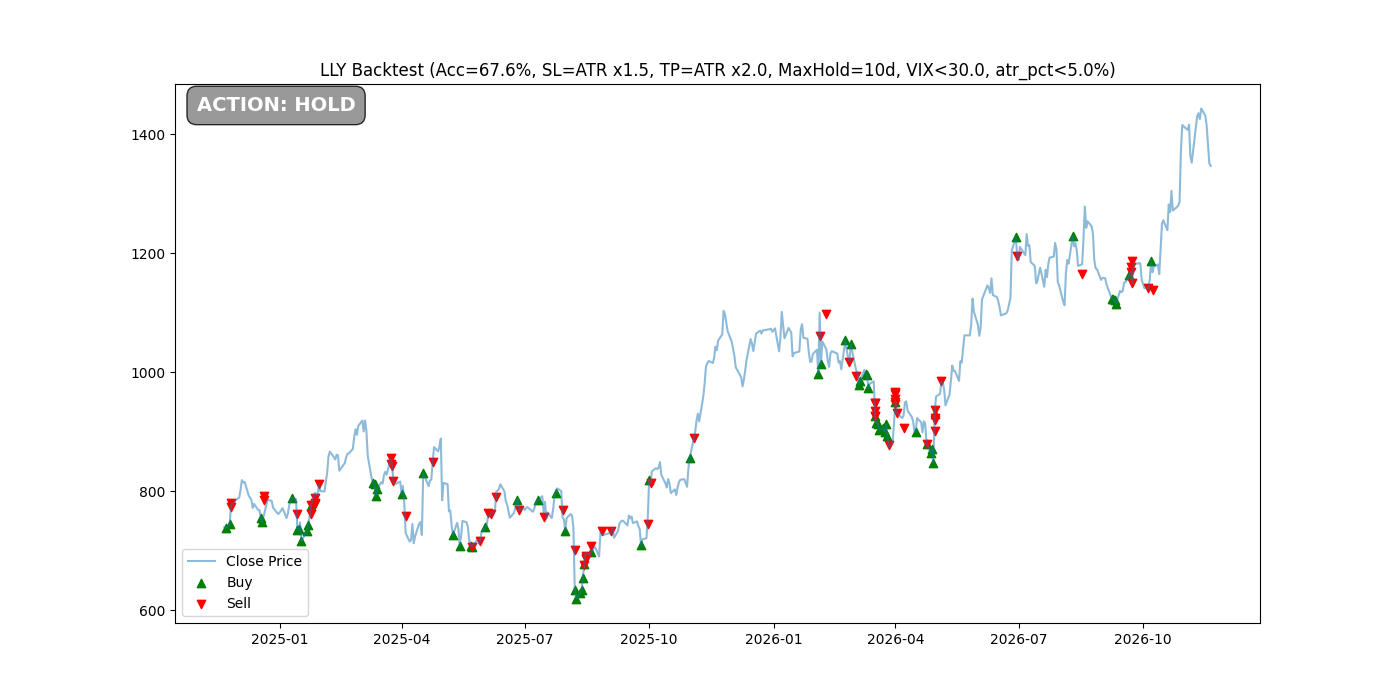 LLY Backtest (Acc=67.6%, SL=ATR x1.5, TP=ATR x2.0, MaxHold=10d, VIX<30.0, atr_pct<5.0%)
ACTION: HOLD
1400
1200
1000
800
600
Close Price
Buy
Sell
2025-01 2025-04 2025-07 2025-10 2026-01 2026-04 2026-07 2026-10